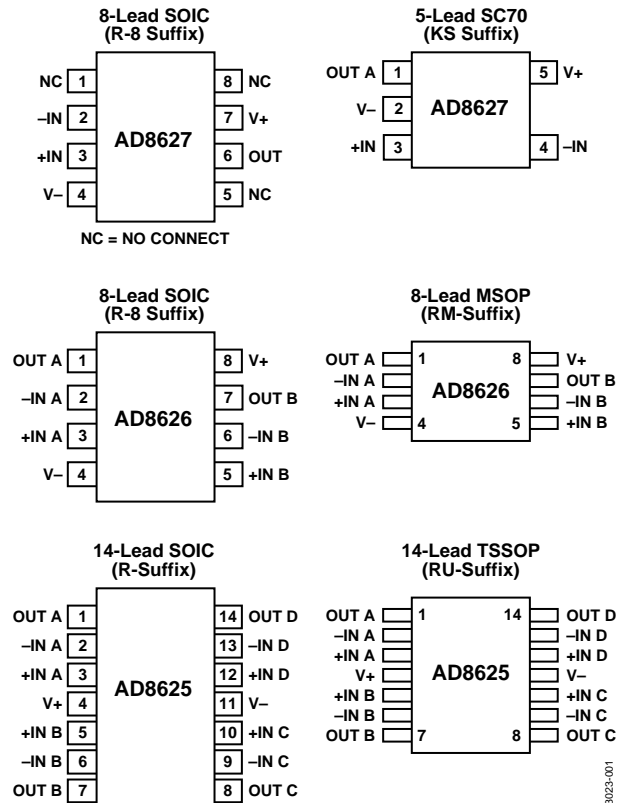 8-Lead SOIC
(R-8 Suffix)
NC 1 8 NC
–IN 2 7 V+
+IN 3 6 OUT
V– 4 5 NC
AD8627
NC = NO CONNECT
5-Lead SC70
(KS Suffix)
OUT A 1 5 V+
V– 2
AD8627
+IN 3 4 –IN
8-Lead SOIC
(R-8 Suffix)
OUT A 1 8 V+
–IN A 2 7 OUT B
AD8626
+IN A 3 6 –IN B
V– 4 5 +IN B
8-Lead MSOP
(RM-Suffix)
OUT A 1 8 V+
–IN A OUT B
AD8626
+IN A –IN B
V– 4 5 +IN B
14-Lead SOIC
(R-Suffix)
OUT A 1 14 OUT D
–IN A 2 13 –IN D
+IN A 3 12 +IN D
AD8625
V+ 4 11 V–
+IN B 5 10 +IN C
–IN B 6 9 –IN C
OUT B 7 8 OUT C
14-Lead TSSOP
(RU-Suffix)
OUT A 1 14 OUT D
–IN A –IN D
+IN A +IN D
V+ AD8625 V–
+IN B +IN C
–IN B –IN C
OUT B 7 8 OUT C
3023-001